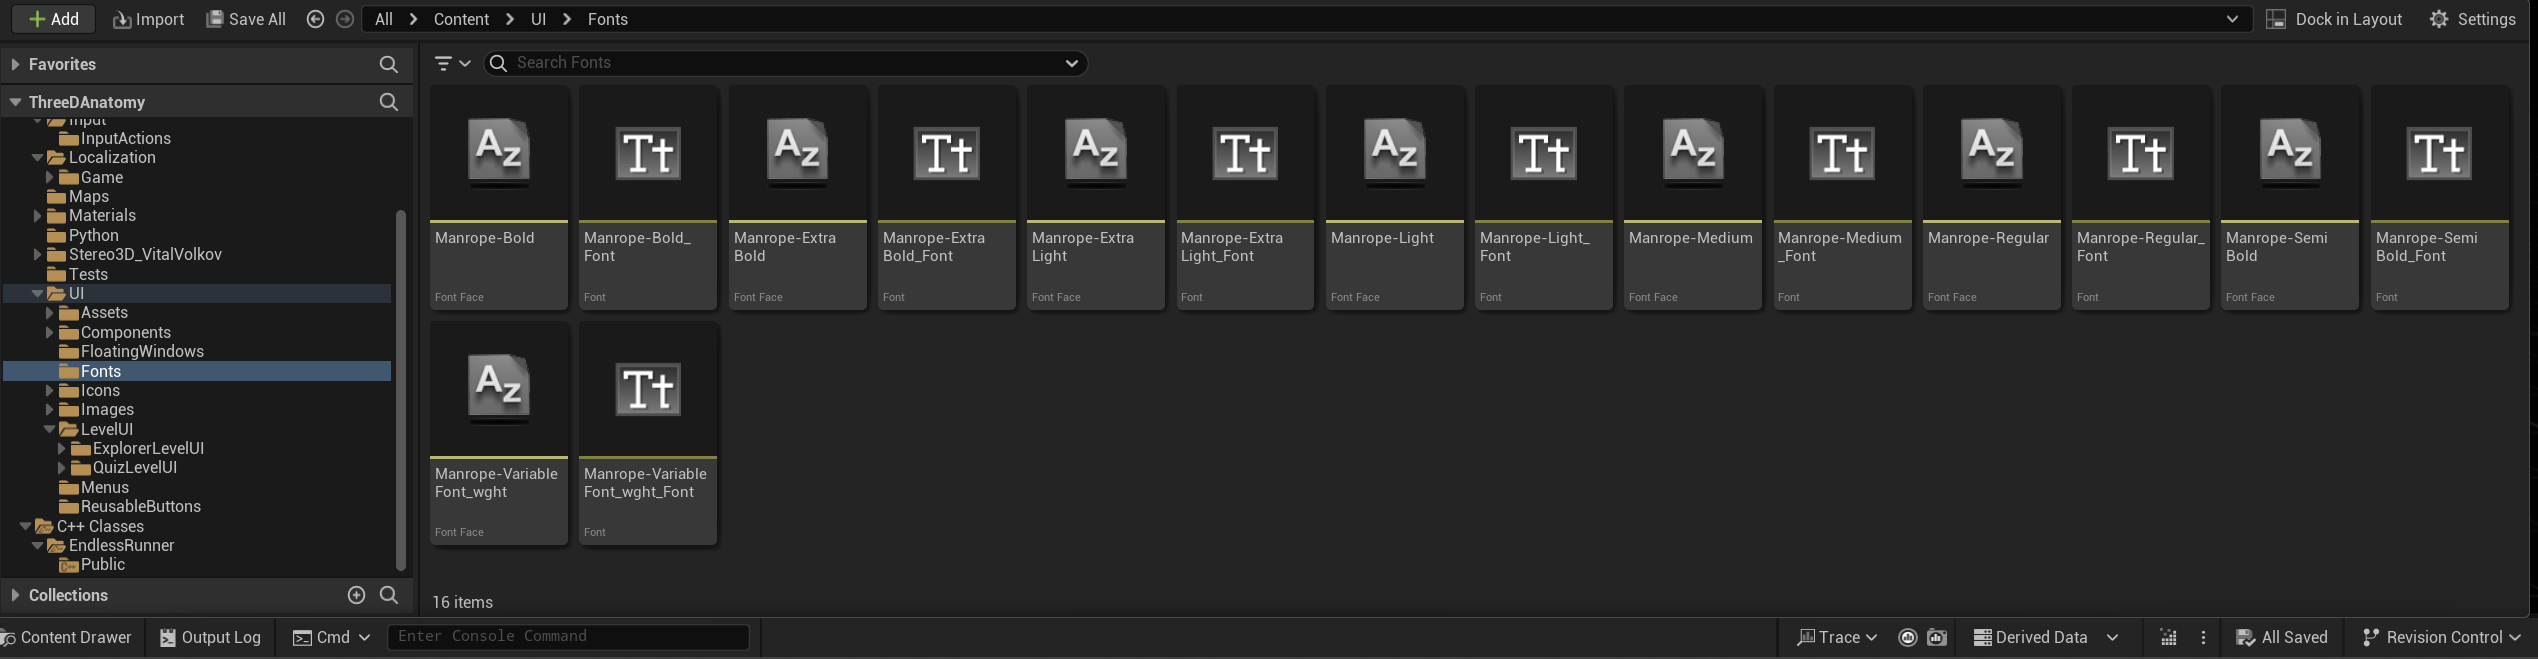 Add
Import
Save All
All
Content
UI
Fonts
Dock in Layout
Settings
Favorites
Search Fonts
ThreeDAnatomy
Input
InputActions
Localization
Game
Maps
Materials
Python
Stereo3D_VitalVolkov
Tests
UI
Assets
Components
FloatingWindows
Fonts
Icons
Images
LevelUI
ExplorerLevelUI
QuizLevelUI
Menus
ReusableButtons
C++ Classes
EndlessRunner
Public
Collections
Manrope-Bold
Font Face
Manrope-Bold_
Font
Font
Manrope-Extra
Bold
Font Face
Manrope-Extra
Bold_Font
Font
Manrope-Extra
Light
Font Face
Manrope-Extra
Light_Font
Font
Manrope-Light
Font Face
Manrope-Light_
Font
Font
Manrope-Medium
Font Face
Manrope-Medium
_Font
Font
Manrope-Regular
Font Face
Manrope-Regular_
Font
Font
Manrope-Semi
Bold
Font Face
Manrope-Semi
Bold_Font
Font
Manrope-Variable
Font_wght
Font Face
Manrope-Variable
Font_wght_Font
Font
16 items
Content Drawer
Output Log
Cmd
Enter Console Command
Trace
Derived Data
All Saved
Revision Control